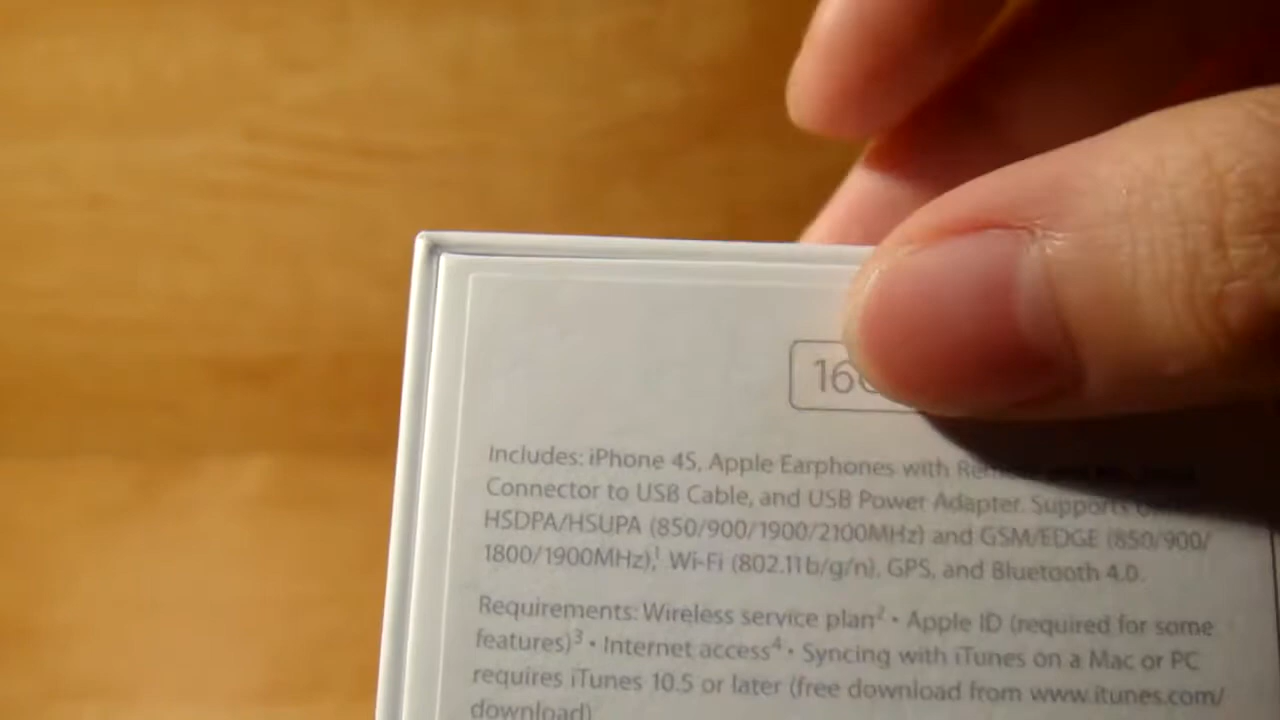 16
Includes: iPhone 4S, Apple Earphones with
Connector to USB Cable, and USB Power Adapter. Supports
HSDPA/HSUPA (850/900/1900/2100MHz) and GSM/EDGE (850/900/
1800/1900MHz),¹ Wi-Fi (802.11b/g/n), GPS, and Bluetooth 4.0.
Requirements: Wireless service plan² • Apple ID (required for some
features)³ • Internet access⁴ • Syncing with iTunes on a Mac or PC
requires iTunes 10.5 or later (free download from www.itunes.com/
download)